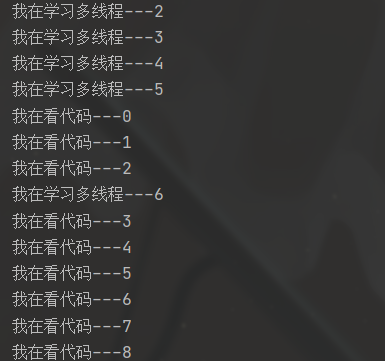 我在学习多线程---2
我在学习多线程---3
我在学习多线程---4
我在学习多线程---5
我在看代码---0
我在看代码---1
我在看代码---2
我在学习多线程---6
我在看代码---3
我在看代码---4
我在看代码---5
我在看代码---6
我在看代码---7
我在看代码---8